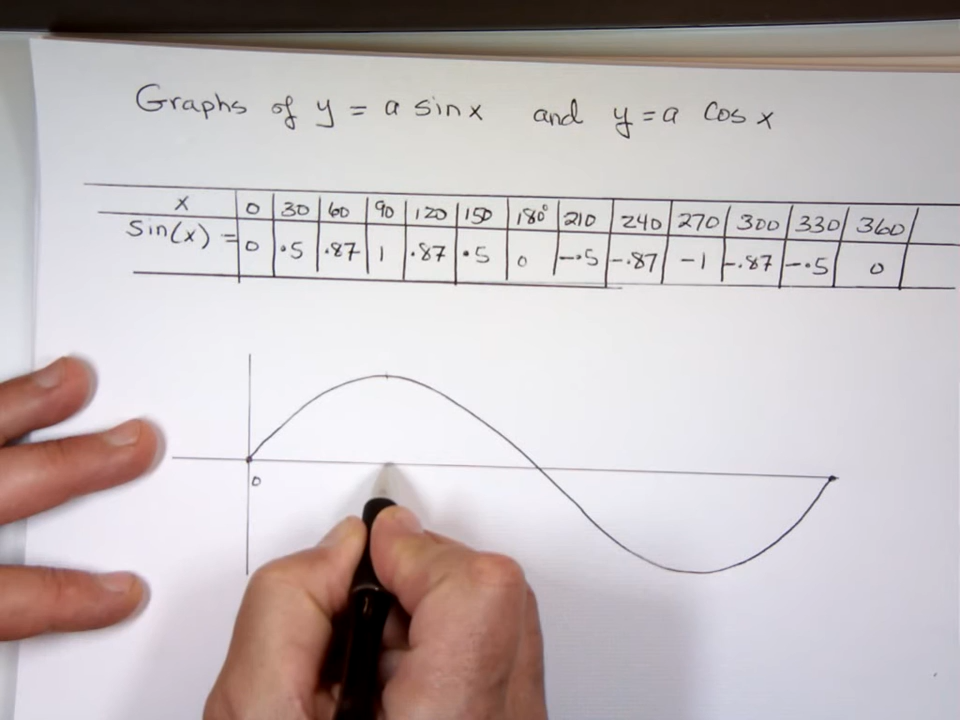 Graphs of y = a sin x and y = a cos x
x 0 30 60 90 120 150 180° 210 240 270 300 330 360
Sin(x) = 0 .5 .87 1 .87 .5 0 -.5 -.87 -1 -.87 -.5 0
0